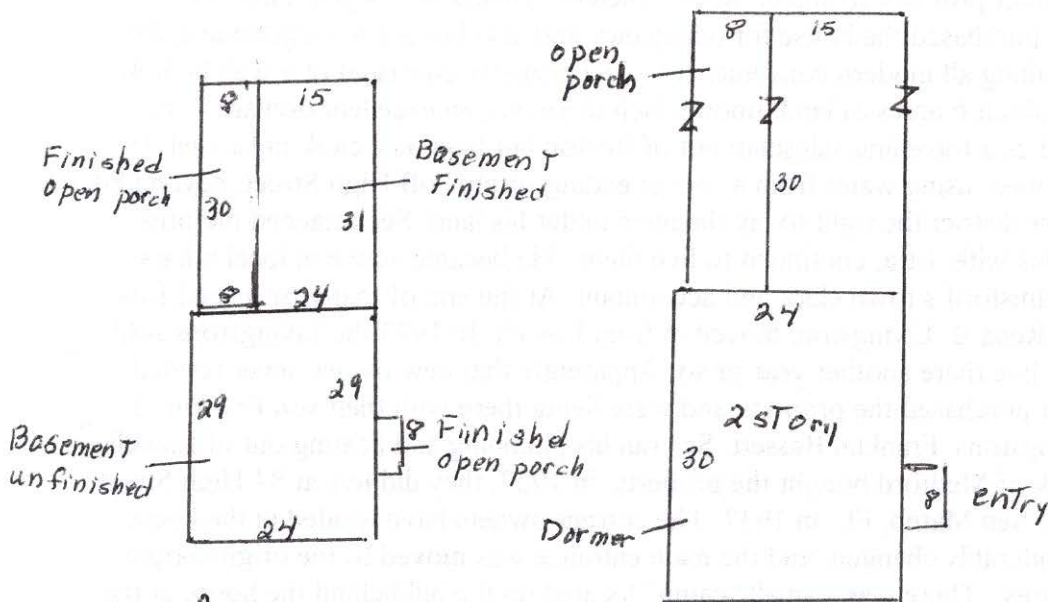 8 15
Finished
open porch
30
Basement
Finished
31
8 24
29
29
Basement
unfinished
8 Finished
open porch
24
open
porch
8 15
30
24
2 story
30
Dormer
8
entry